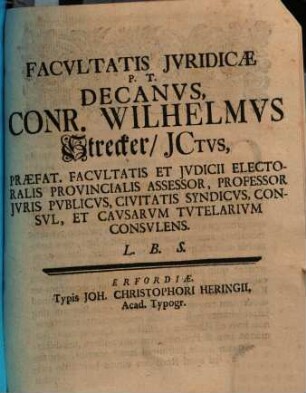 FACVLTATIS JVRIDICÆ
P. T.
DECANVS,
CONR. WILHELMVS
Strecker/ JCTVS,
PRÆFAT. FACVLTATIS ET JVDICII ELECTO-
RALIS PROVINCIALIS ASSESSOR, PROFESSOR
JVRIS PVBLICVS, CIVITATIS SYNDICVS, CON-
SVL, ET CAVSARVM TVTELARIVM
CONSVLENS.
L. B. S.
ERFORDIÆ,
Typis JOH. CHRISTOPHORI HERINGII,
Acad. Typogr.